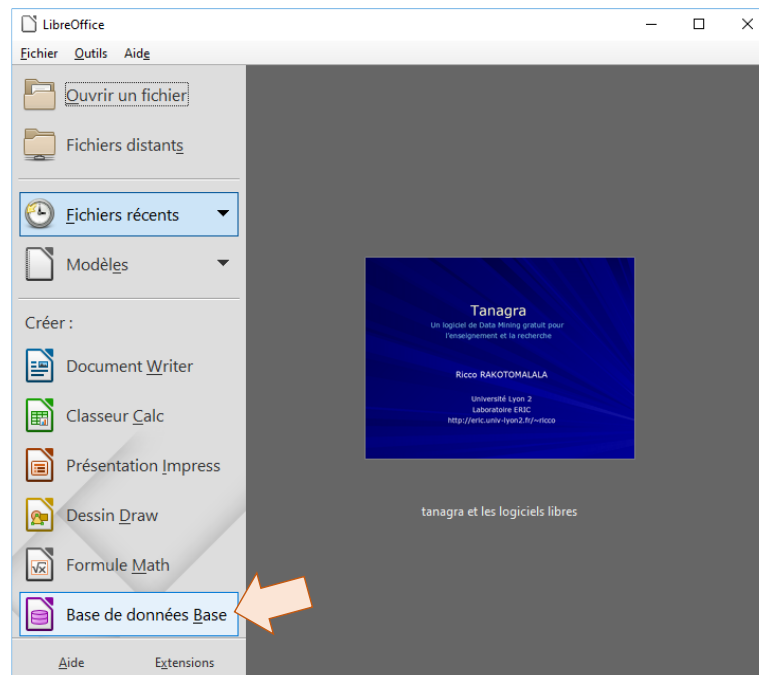 LibreOffice
Fichier Outils Aide
Ouvrir un fichier
Fichiers distants
Fichiers récents
Modèles
Créer :
Document Writer
Classeur Calc
Présentation Impress
Dessin Draw
Formule Math
Base de données Base
Aide Extensions
Tanagra
Un logiciel de Data Mining gratuit pour
l'enseignement et la recherche
Ricco RAKOTOMALALA
Université Lyon 2
Laboratoire ERIC
http://eric.univ-lyon2.fr/~ricco
tanagra et les logiciels libres